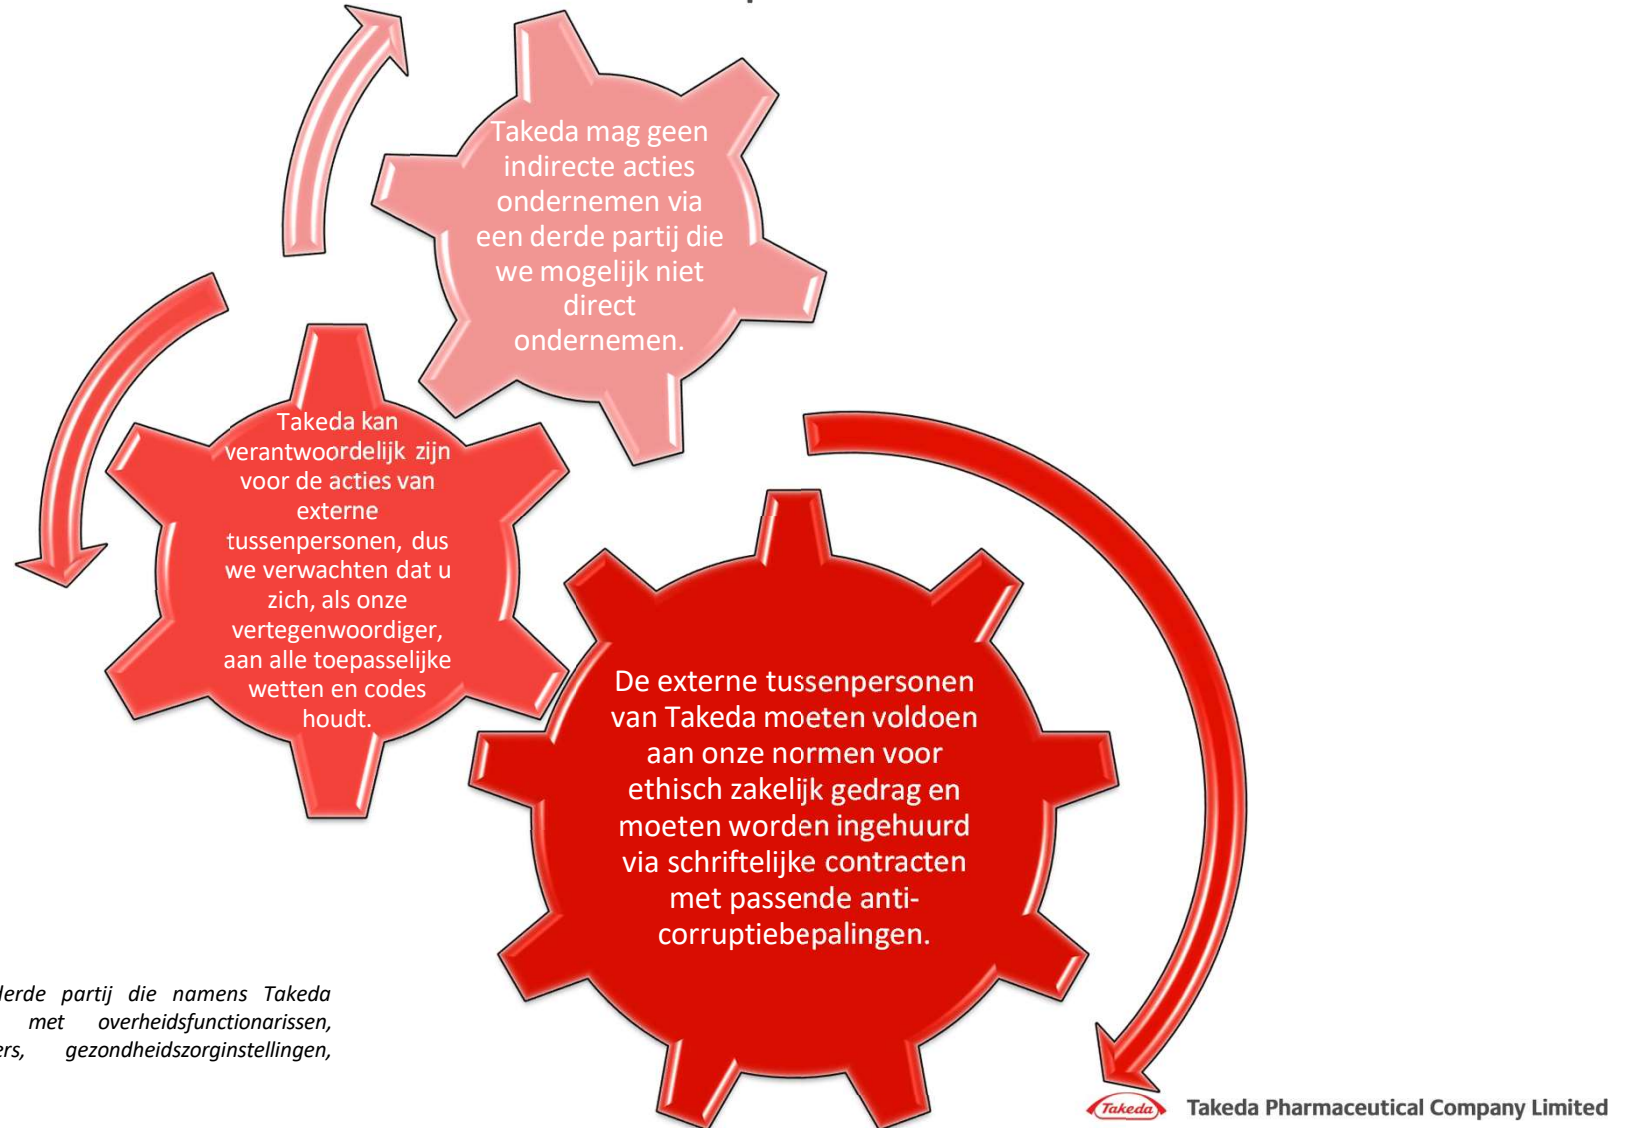 Takeda mag geen
indirecte acties
ondernemen via
een derde partij die
we mogelijk niet
direct
ondernemen.
Takeda kan
verantwoordelijk zijn
voor de acties van
externe
tussenpersonen, dus
we verwachten dat u
zich, als onze
vertegenwoordiger,
aan alle toepasselijke
wetten en codes
houdt.
De externe tussenpersonen
van Takeda moeten voldoen
aan onze normen voor
ethisch zakelijk gedrag en
moeten worden ingehuurd
via schriftelijke contracten
met passende anti-
corruptiebepalingen.
partij die namens Takeda
met overheidsfunctionarissen,
gezondheidszorginstellingen,
Takeda Takeda Pharmaceutical Company Limited